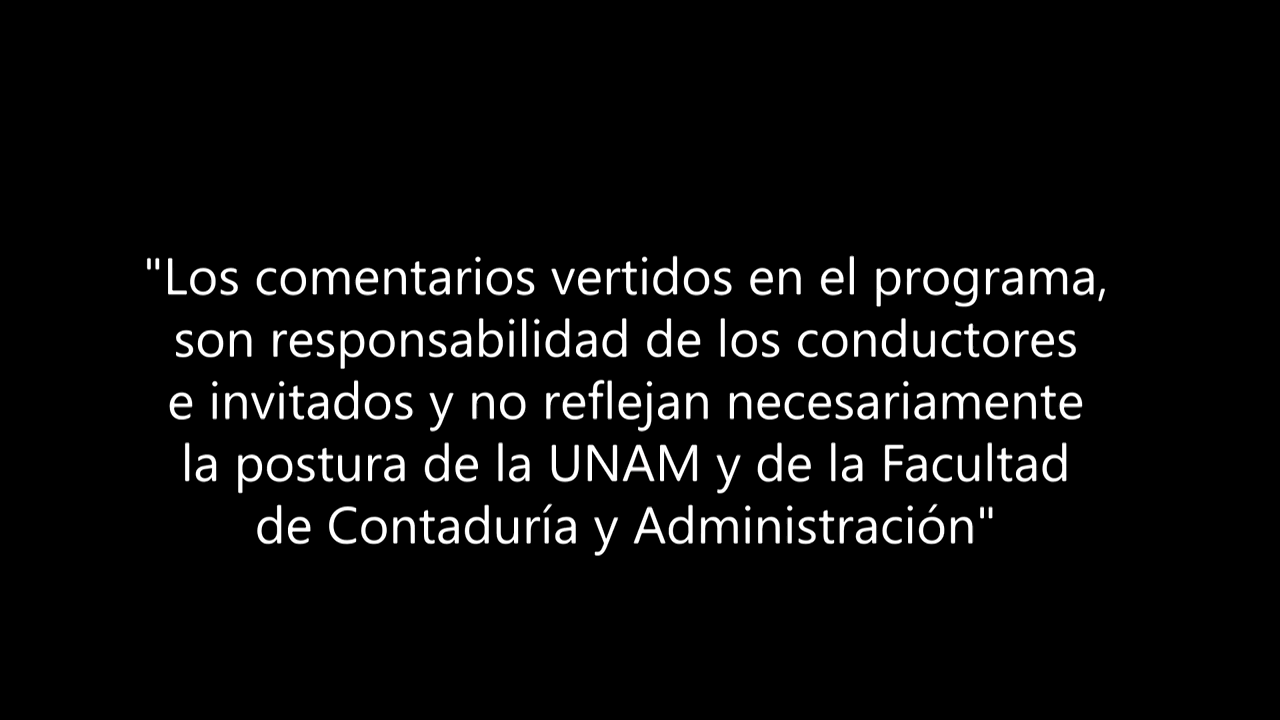 "Los comentarios vertidos en el programa,
son responsabilidad de los conductores
e invitados y no reflejan necesariamente
la postura de la UNAM y de la Facultad
de Contaduría y Administración"